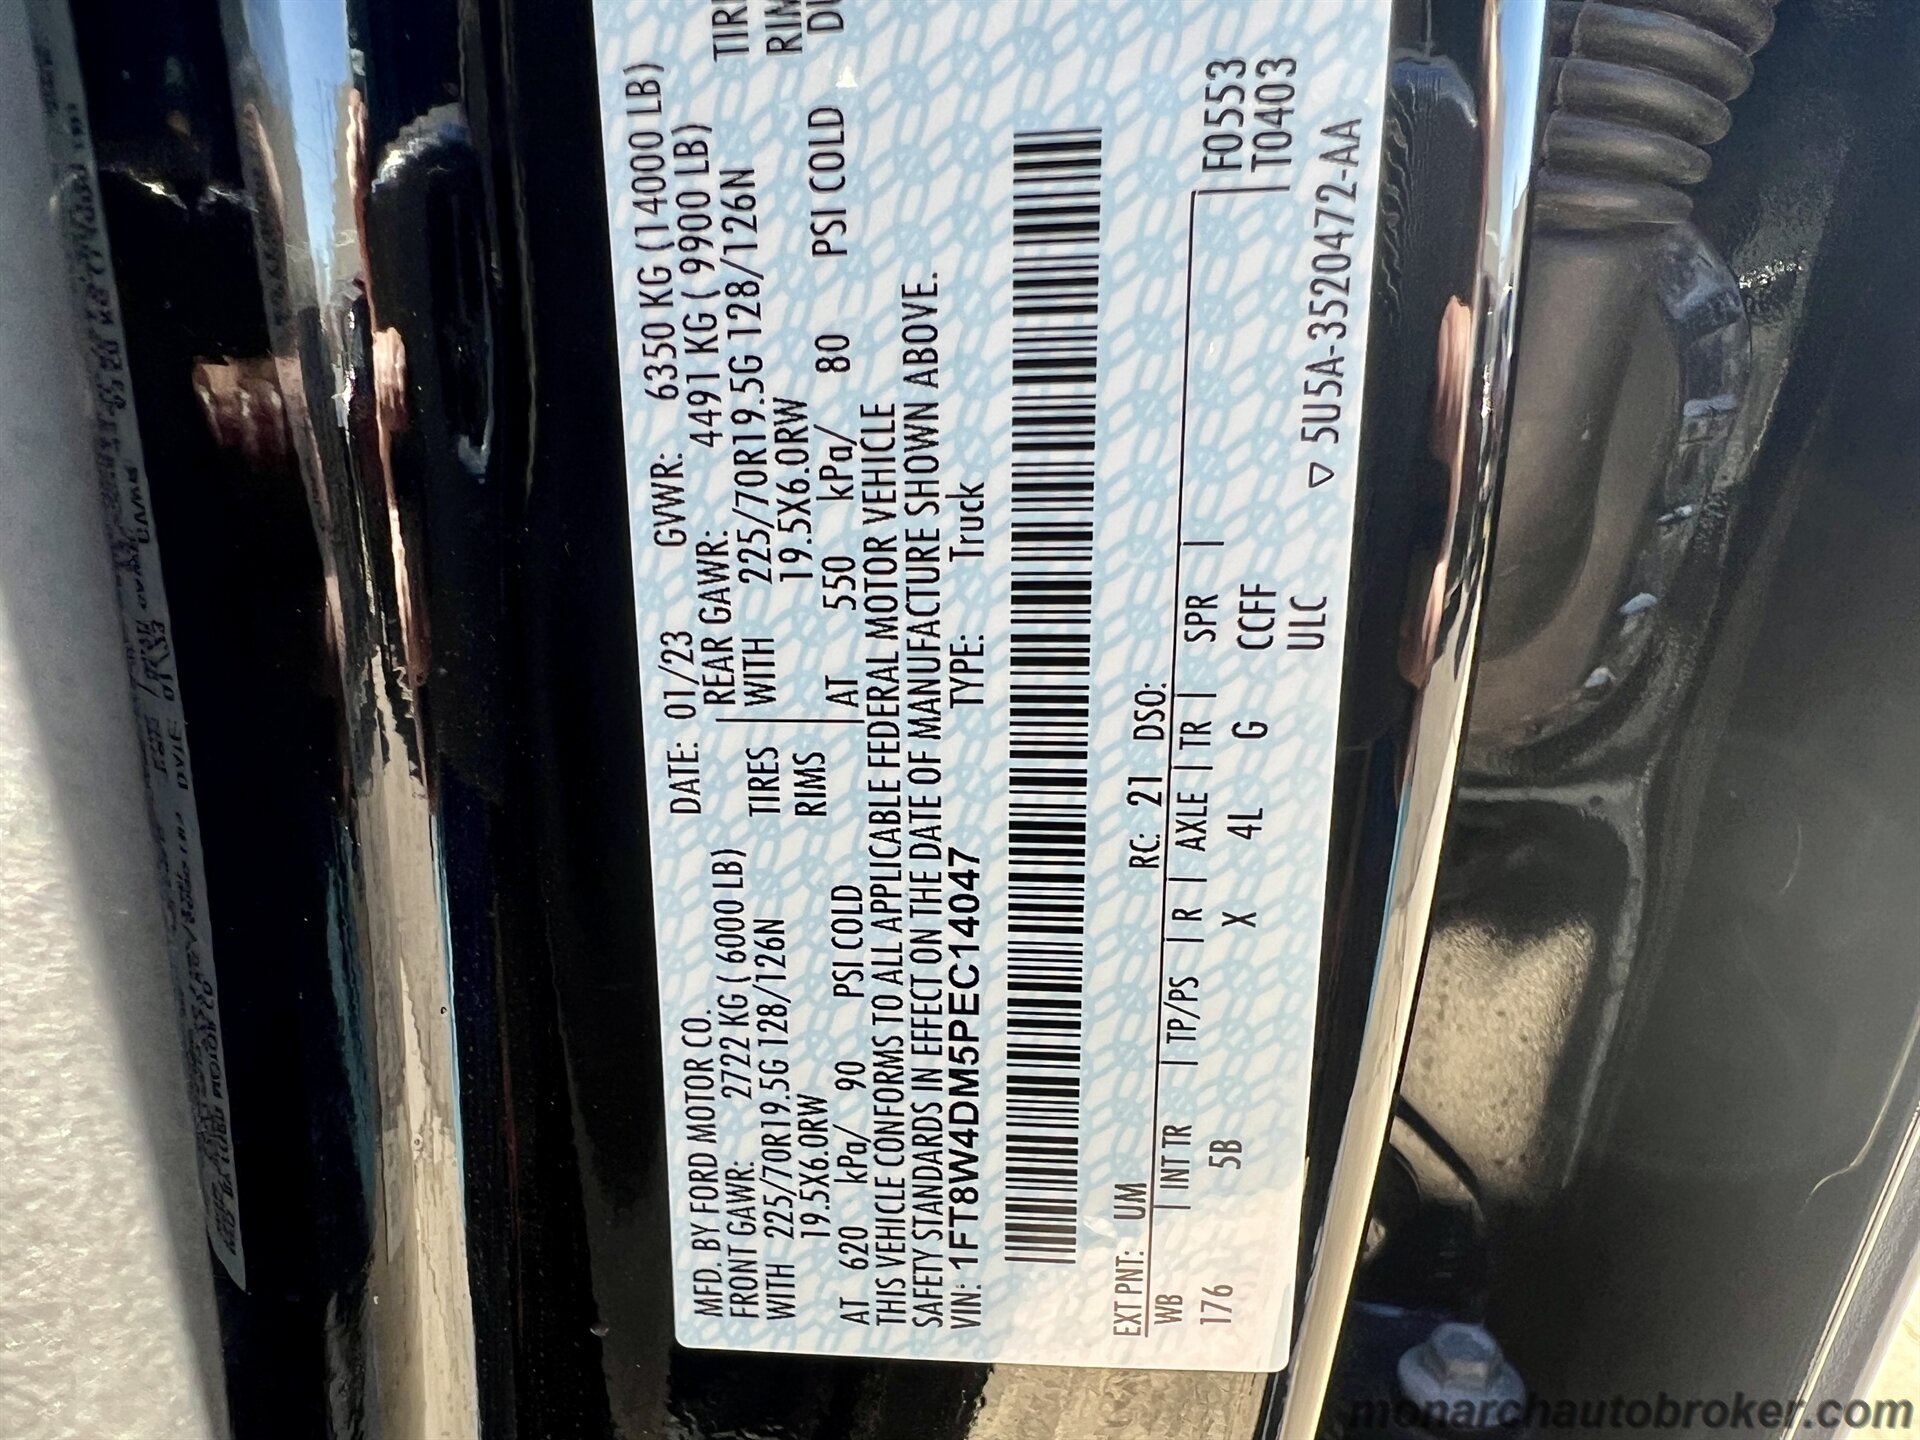 MFD. BY FORD MOTOR CO. DATE: 01/23 GVWR: 6350 KG (14000 LB)
FRONT GAWR: 2722 KG ( 6000 LB) REAR GAWR: 4491 KG ( 9900 LB)
WITH 225/70R19.5G 128/126N TIRES WITH 225/70R19.5G 128/126N TIRE
19.5X6.0RW RIMS 19.5X6.0RW RIM
AT 620 kPa/ 90 PSI COLD AT 550 kPa/ 80 PSI COLD
THIS VEHICLE CONFORMS TO ALL APPLICABLE FEDERAL MOTOR VEHICLE
SAFETY STANDARDS IN EFFECT ON THE DATE OF MANUFACTURE SHOWN ABOVE.
VIN: 1FT8W4DM5PEC14047 TYPE: Truck
EXT PNT: UM RC: 21 DSO:
WB | INT TR | TP/PS | R | AXLE | TR | SPR | F0553
176 5B X 4L G CCFF T0403
ULC
▽ 5U5A-3520472-AA
monarchautobroker.com